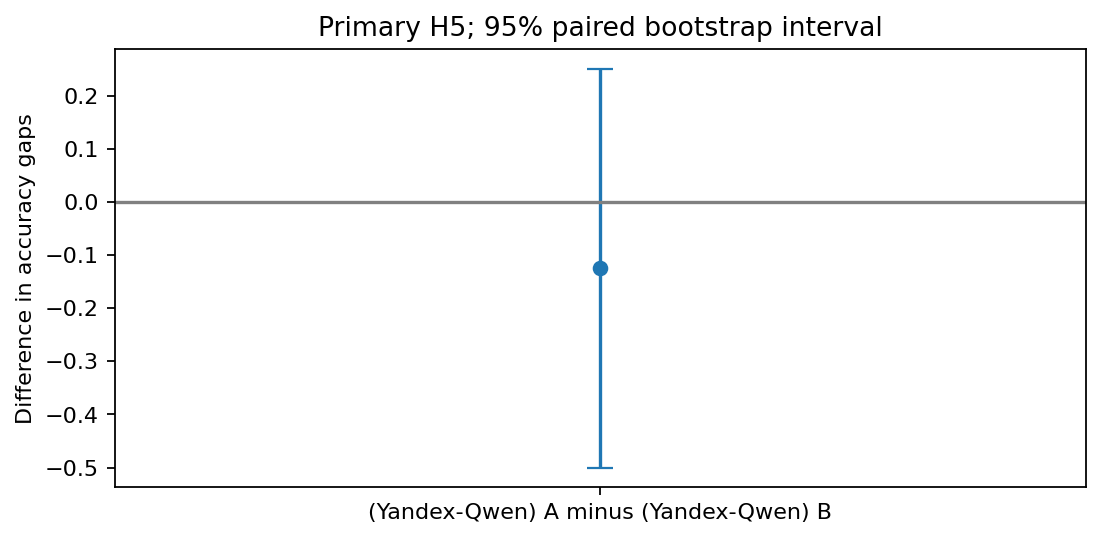 Primary H5; 95% paired bootstrap interval
Difference in accuracy gaps
0.2
0.1
0.0
−0.1
−0.2
−0.3
−0.4
−0.5
(Yandex-Qwen) A minus (Yandex-Qwen) B